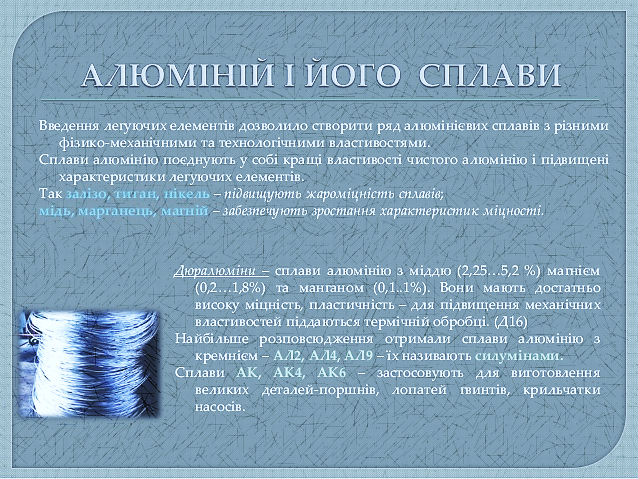 АЛЮМІНІЙ І ЙОГО СПЛАВИ
Введення легуючих елементів дозволило створити ряд алюмінієвих сплавів з різними
фізико-механічними та технологічними властивостями.
Сплави алюмінію поєднують у собі кращі властивості чистого алюмінію і підвищені
характеристики легуючих елементів.
Так залізо, титан, нікель – підвищують жароміцність сплавів;
мідь, марганець, магній – забезпечують зростання характеристик міцності.
Дюралюміни – сплави алюмінію з міддю (2,25…5,2 %) магнієм
(0,2…1,8%) та манганом (0,1..1%). Вони мають достатньо
високу міцність, пластичність – для підвищення механічних
властивостей піддаються термічній обробці. (Д16)
Найбільше розповсюдження отримали сплави алюмінію з
кремнієм – АЛ2, АЛ4, АЛ9 – їх називають силумінами.
Сплави АК, АК4, АК6 – застосовують для виготовлення
великих деталей-поршнів, лопатей гвинтів, крильчатки
насосів.